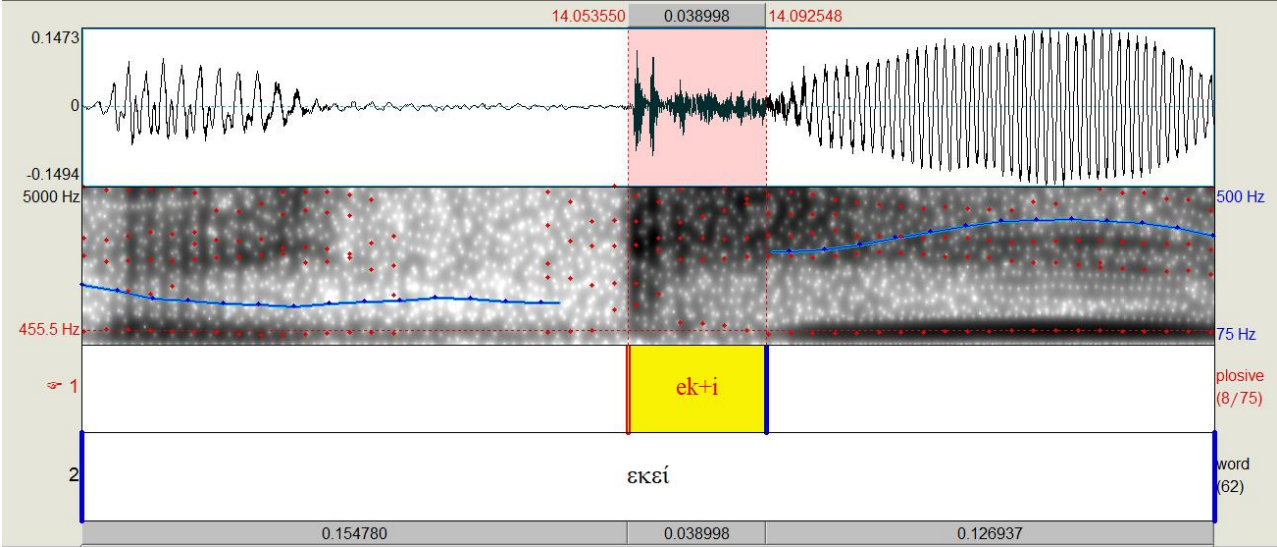 14.053550 0.038998 14.092548
0.1473
0
-0.1494
5000 Hz 500 Hz
455.5 Hz 75 Hz
☞ 1 ek+i plosive
(8/75)
2 εκεί word
(62)
0.154780 0.038998 0.126937